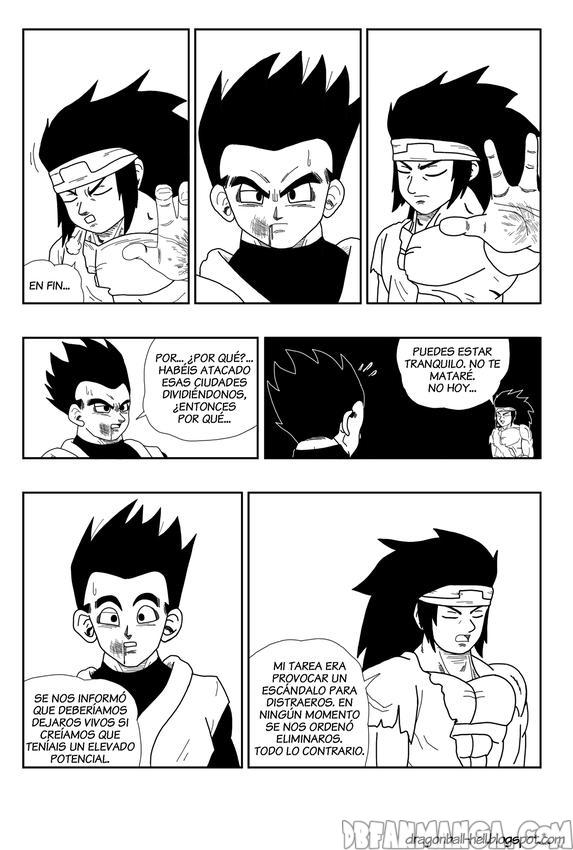 EN FIN...
POR... ¿POR QUÉ?...
HABÉIS ATACADO
ESAS CIUDADES
DIVIDIÉNDONOS,
¿ENTONCES
POR QUÉ...
PUEDES ESTAR
TRANQUILO. NO TE
MATARÉ.
NO HOY...
SE NOS INFORMÓ
QUE DEBERÍAMOS
DEJAROS VIVOS SI
CREÍAMOS QUE
TENÍAIS UN ELEVADO
POTENCIAL.
MI TAREA ERA
PROVOCAR UN
ESCÁNDALO PARA
DISTRAEROS. EN
NINGÚN MOMENTO
SE NOS ORDENÓ
ELIMINAROS.
TODO LO CONTRARIO.
DBFANMANGA.COM
dragonball-nell.blogspot.com